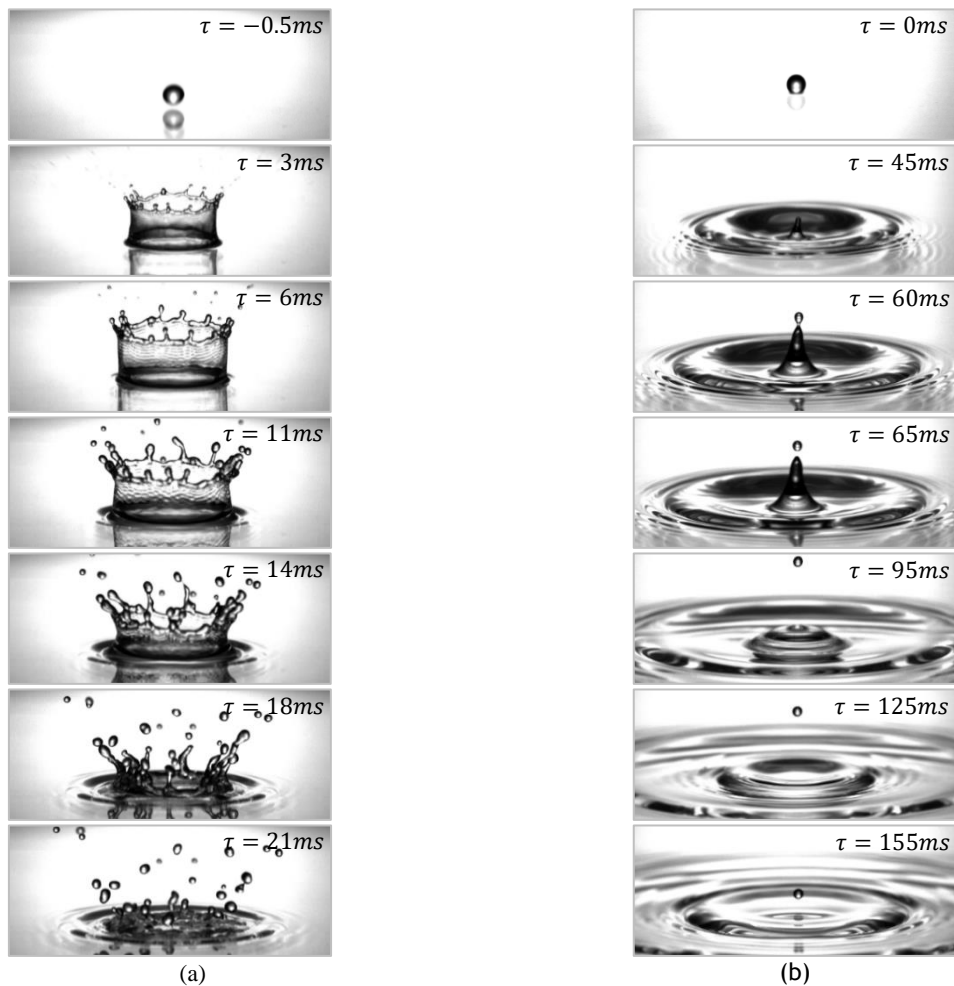 τ = −0.5ms
τ = 3ms
τ = 6ms
τ = 11ms
τ = 14ms
τ = 18ms
τ = 21ms
(a)
τ = 0ms
τ = 45ms
τ = 60ms
τ = 65ms
τ = 95ms
τ = 125ms
τ = 155ms
(b)